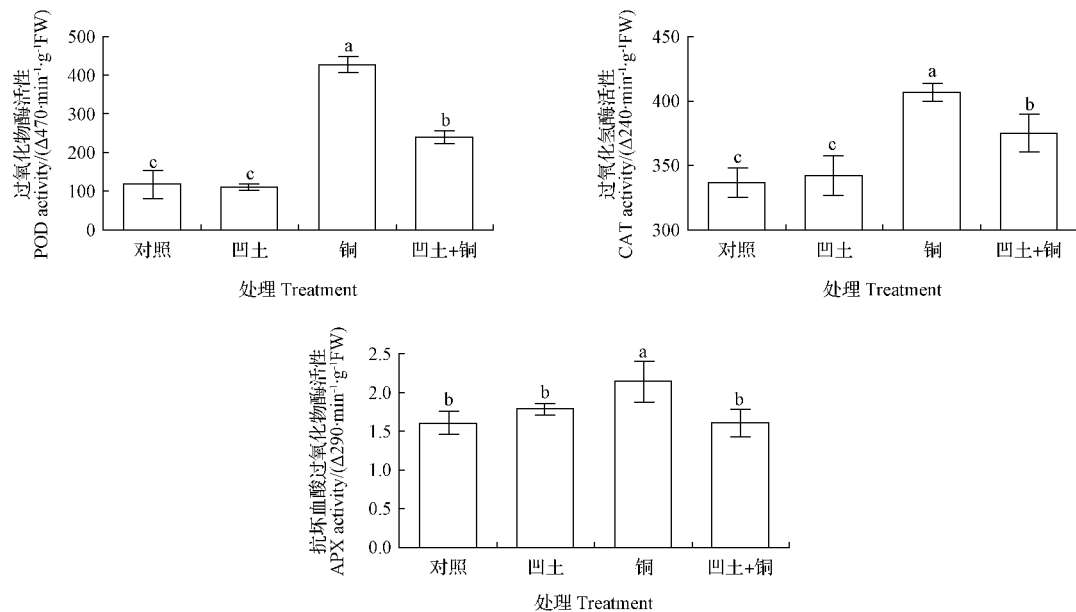 过氧化物酶活性
POD activity/(Δ470·min⁻¹·g⁻¹FW)
500
400
300
200
100
0
c
c
a
b
对照 凹土 铜 凹土+铜
处理 Treatment
过氧化氢酶活性
CAT activity/(Δ240·min⁻¹·g⁻¹FW)
450
400
350
300
c
c
a
b
对照 凹土 铜 凹土+铜
处理 Treatment
抗坏血酸过氧化物酶活性
APX activity/(Δ290·min⁻¹·g⁻¹FW)
2.5
2.0
1.5
1.0
0.5
0.0
b
b
a
b
对照 凹土 铜 凹土+铜
处理 Treatment